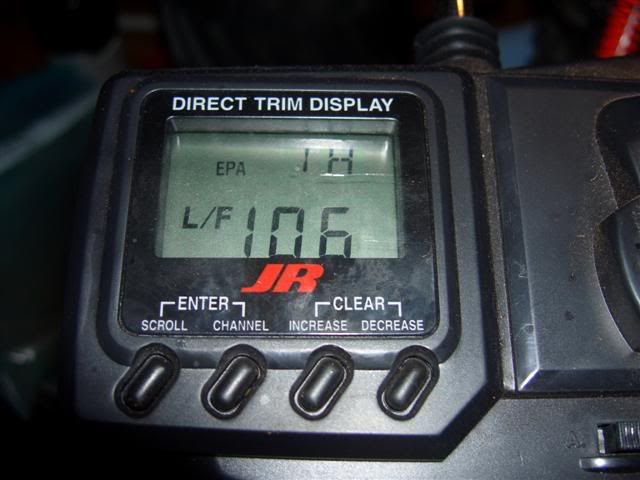 DIRECT TRIM DISPLAY
EPA TH
L/F 106
JR
ENTER CLEAR
SCROLL CHANNEL INCREASE DECREASE